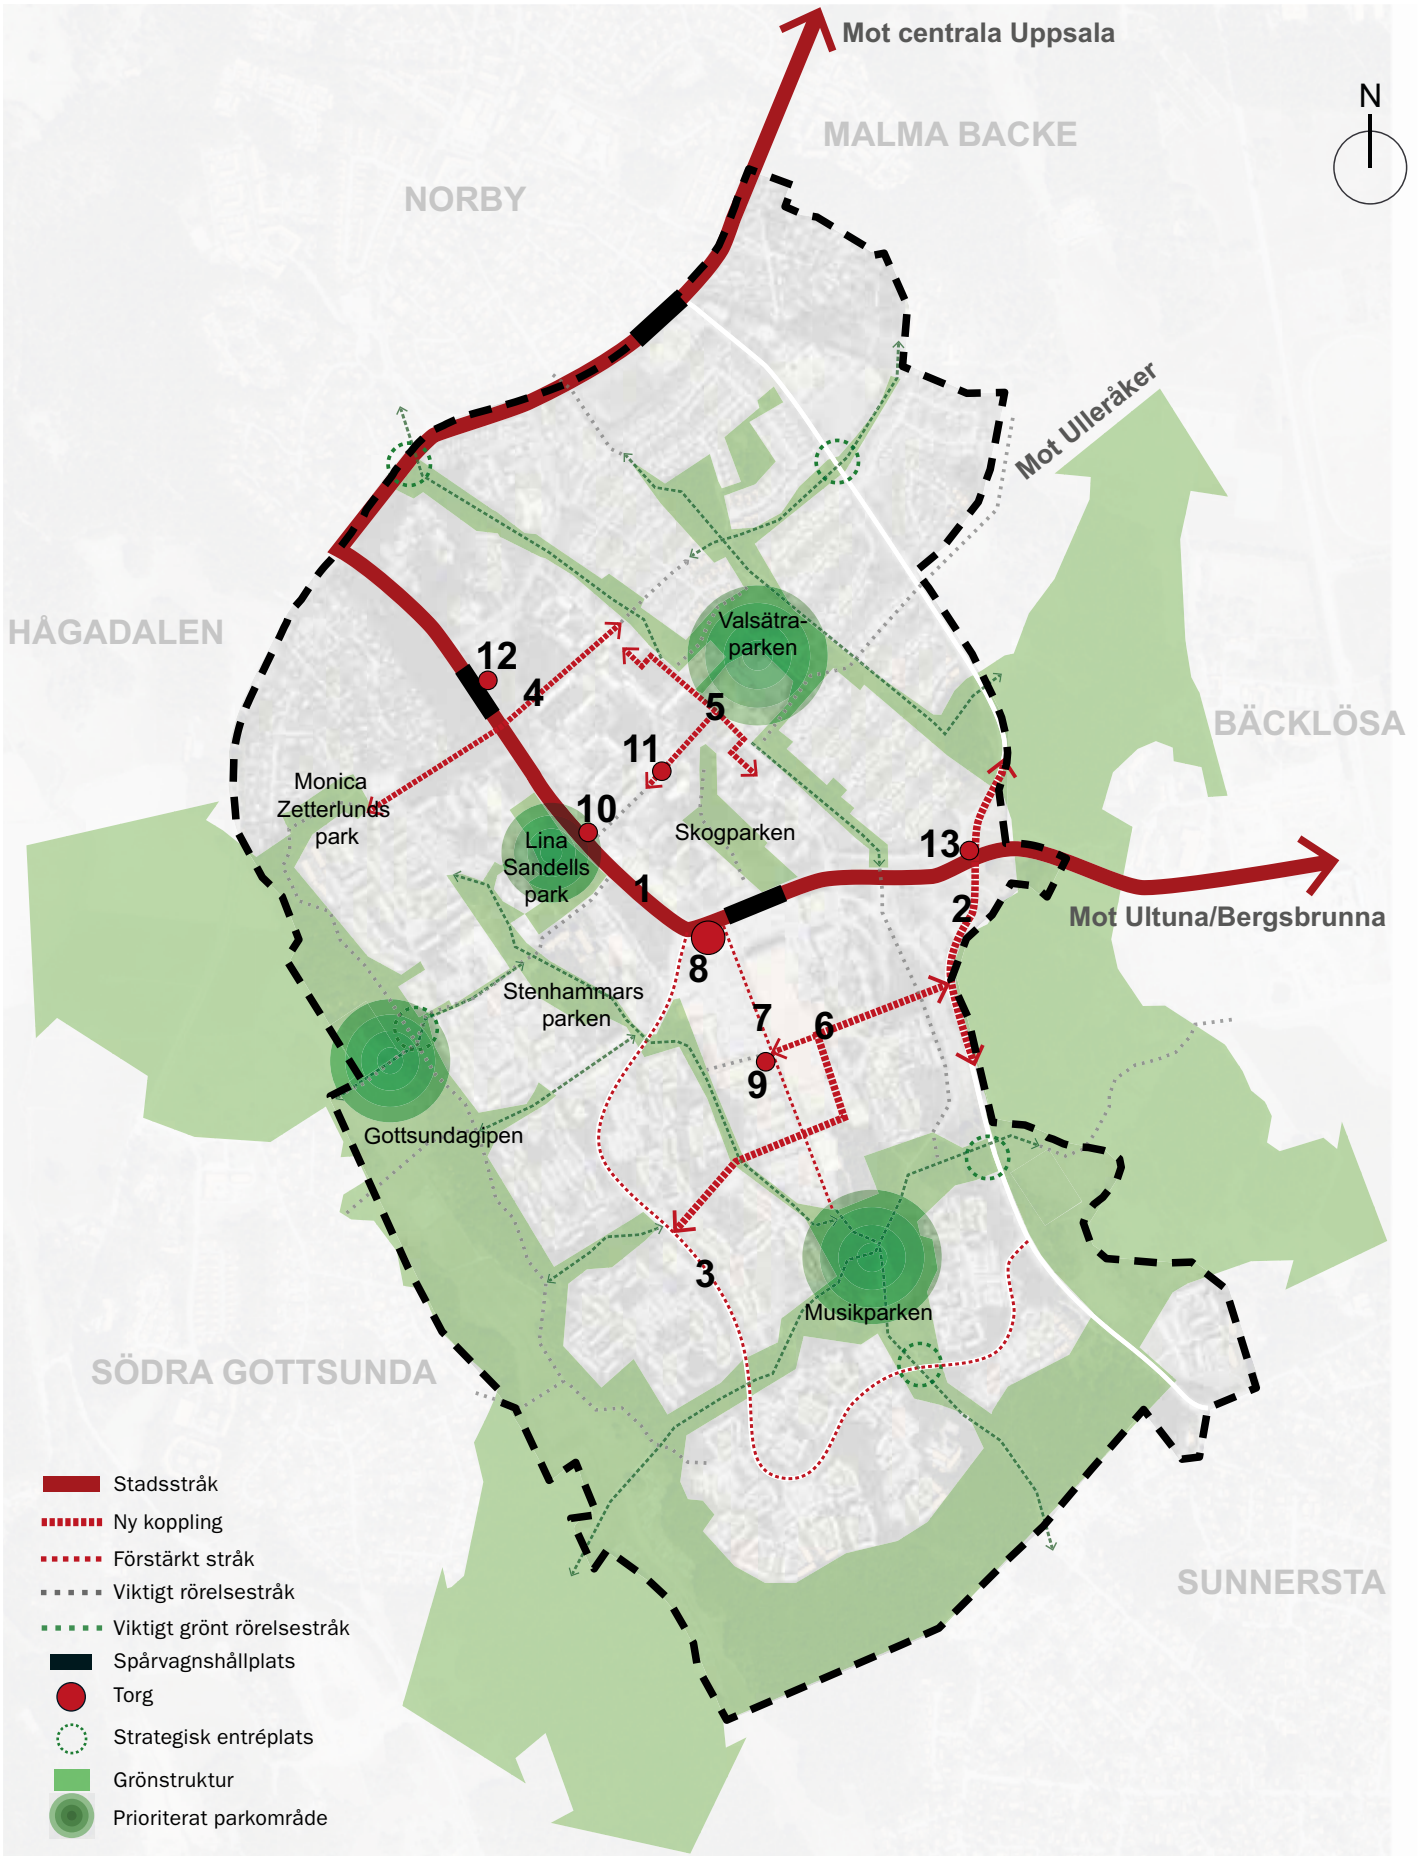 Mot centrala Uppsala
N
MALMA BACKE
NORBY
Mot Ulleråker
HÅGADALEN
Valsätra-
parken
12
4
5
BÄCKLÖSA
11
Monica
Zetterlunds
park
10
Lina
Sandells
park
Skogparken
13
1
2
Mot Ultuna/Bergsbrunna
8
Stenhammars
parken
7
6
9
Gottsundagipen
3
Musikparken
SÖDRA GOTTSUNDA
SUNNERSTA
Stadsstråk
Ny koppling
Förstärkt stråk
Viktigt rörelsestråk
Viktigt grönt rörelsestråk
Spårvagnshållplats
Torg
Strategisk entréplats
Grönstruktur
Prioriterat parkområde